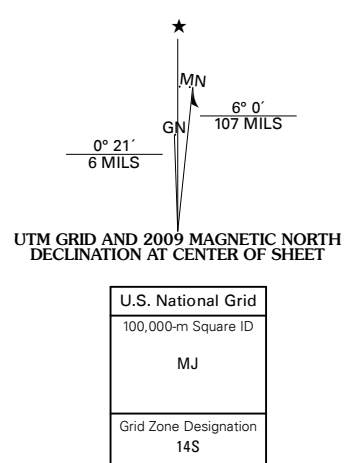 ★
MN
GN
6° 0´
107 MILS
0° 21´
6 MILS
UTM GRID AND 2009 MAGNETIC NORTH
DECLINATION AT CENTER OF SHEET
U.S. National Grid
100,000-m Square ID
MJ
Grid Zone Designation
14S